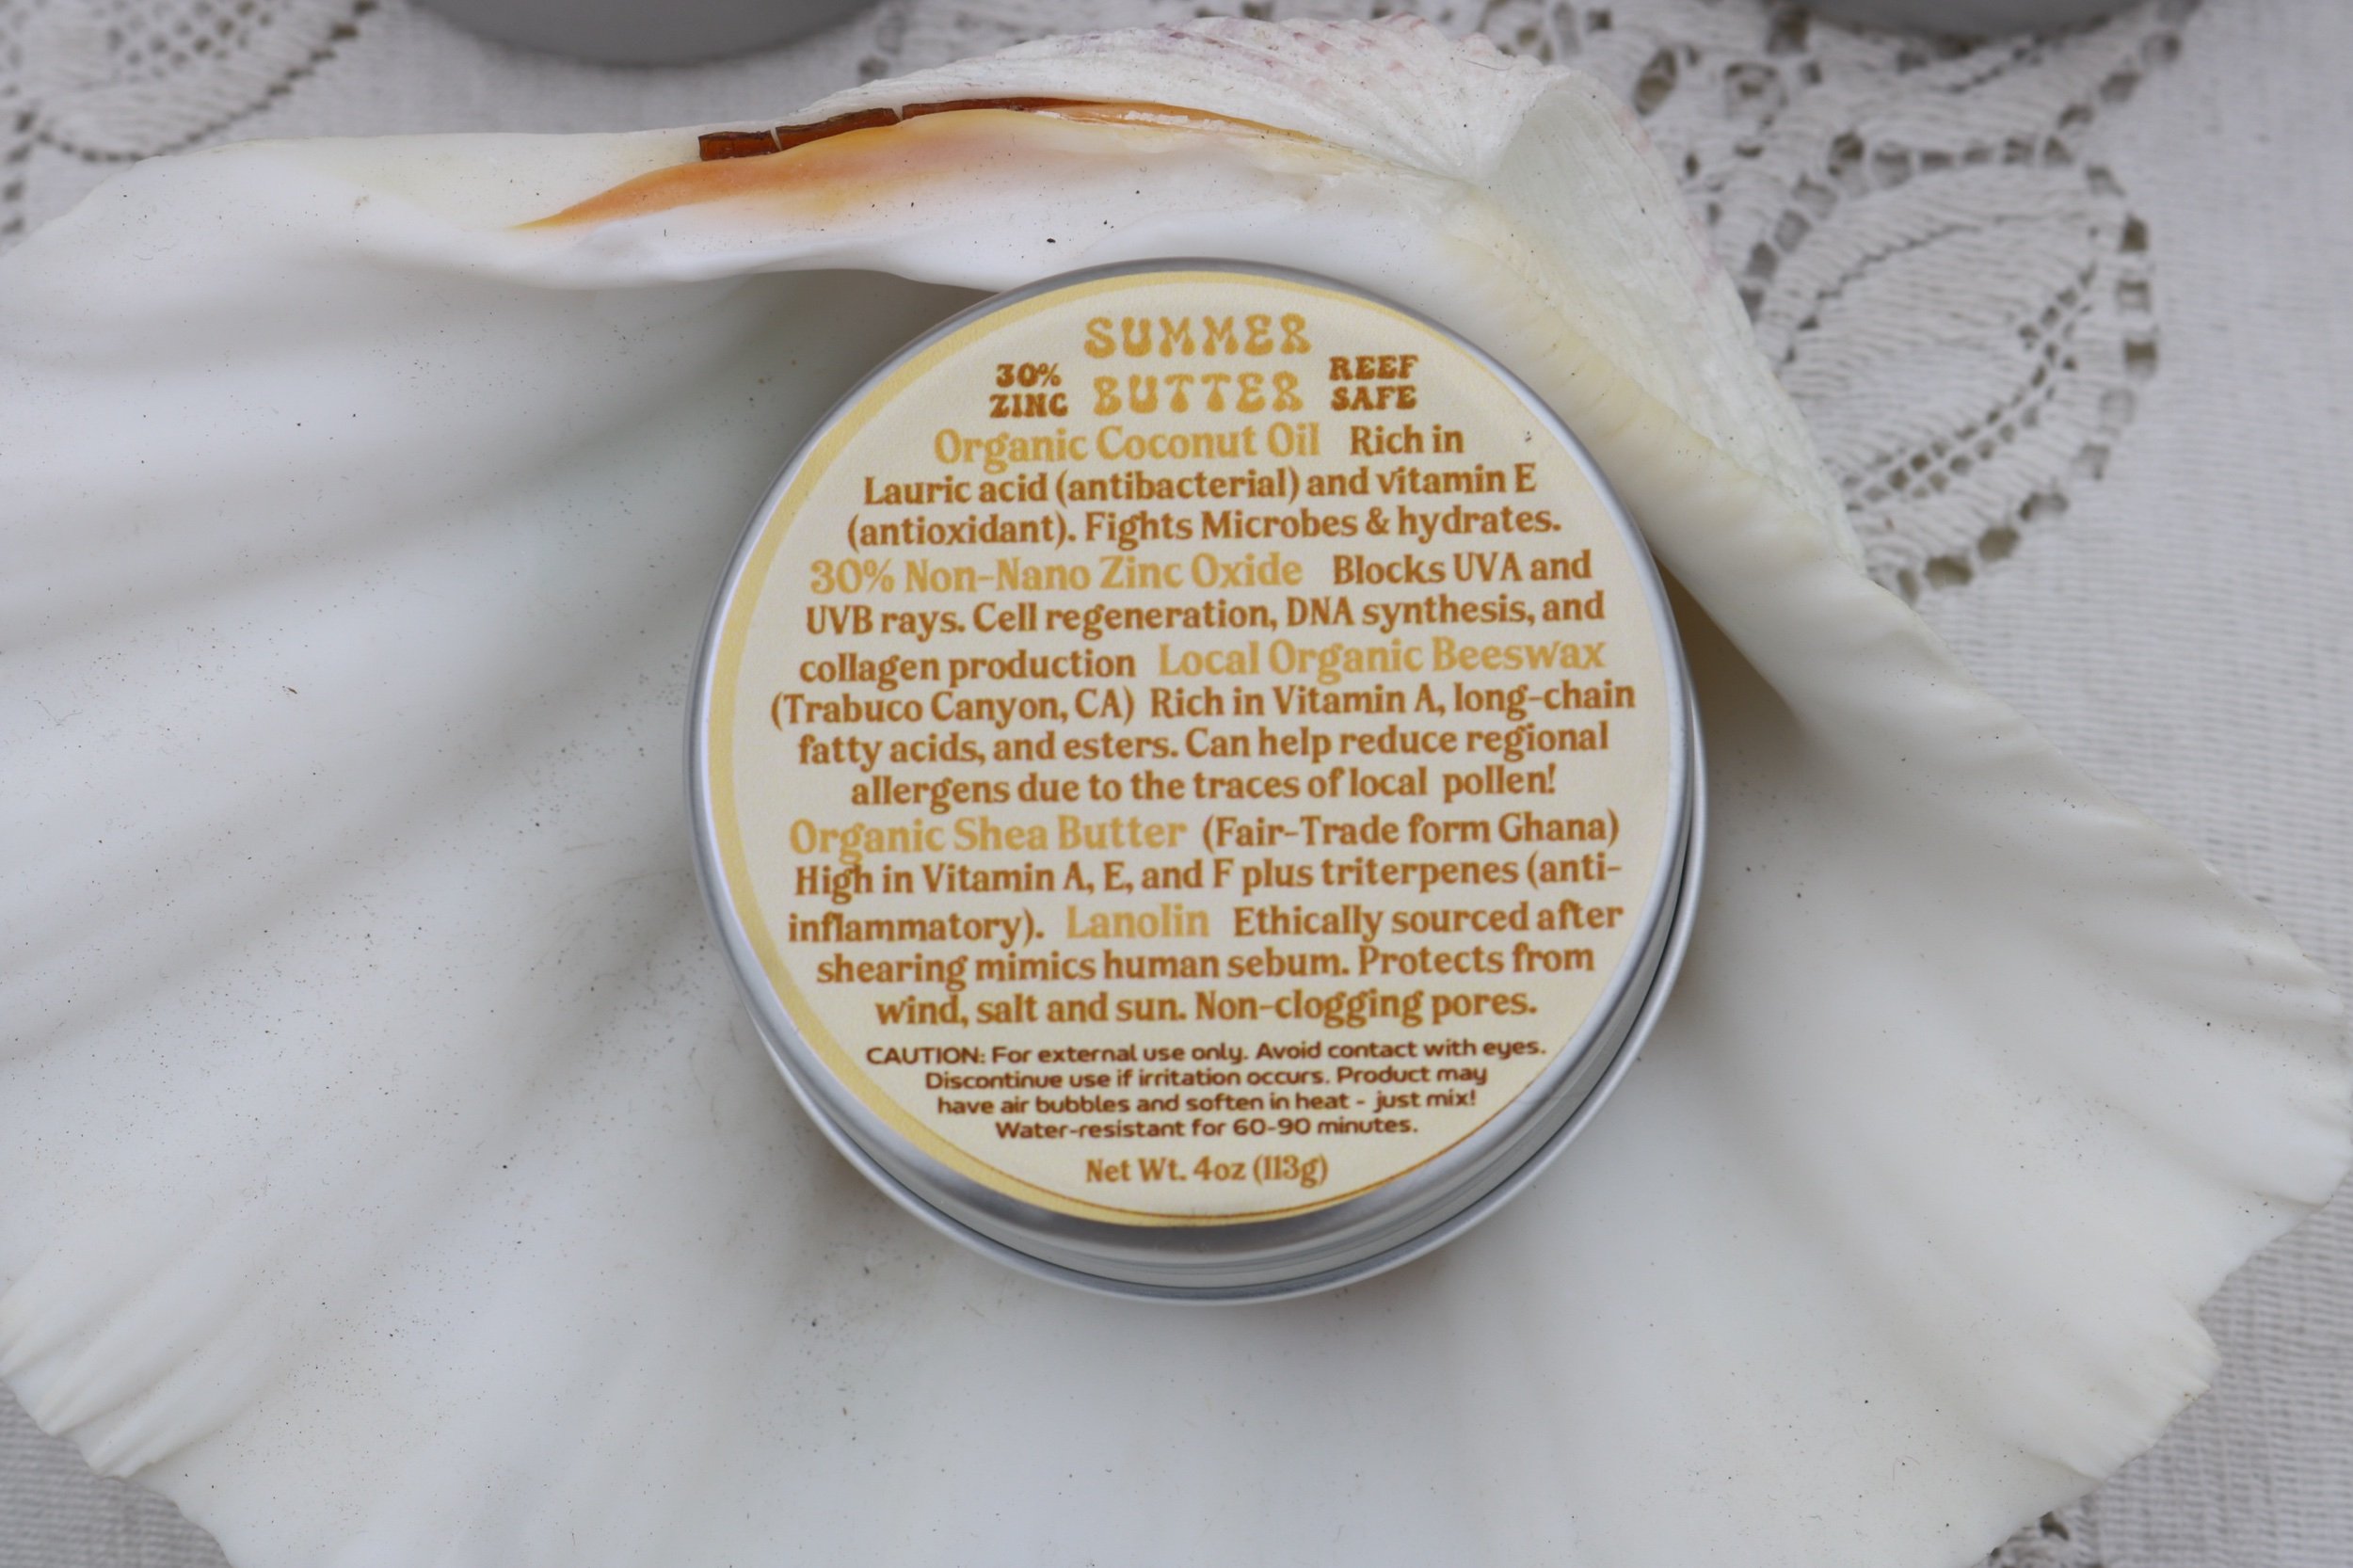 SUMMER
30% ZINC BUTTER REEF SAFE
Organic Coconut Oil Rich in
Lauric acid (antibacterial) and vitamin E
(antioxidant). Fights Microbes & hydrates.
30% Non-Nano Zinc Oxide Blocks UVA and
UVB rays. Cell regeneration, DNA synthesis, and
collagen production Local Organic Beeswax
(Trabuco Canyon, CA) Rich in Vitamin A, long-chain
fatty acids, and esters. Can help reduce regional
allergens due to the traces of local pollen!
Organic Shea Butter (Fair-Trade form Ghana)
High in Vitamin A, E, and F plus triterpenes (anti-
inflammatory). Lanolin Ethically sourced after
shearing mimics human sebum. Protects from
wind, salt and sun. Non-clogging pores.
CAUTION: For external use only. Avoid contact with eyes.
Discontinue use if irritation occurs. Product may
have air bubbles and soften in heat - just mix!
Water-resistant for 60-90 minutes.
Net Wt. 4oz (113g)